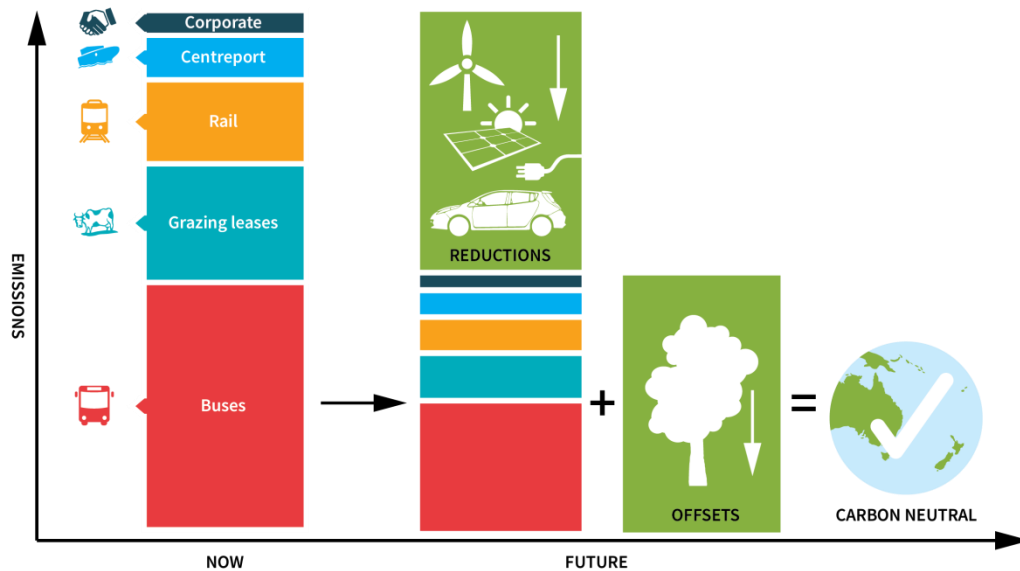 EMISSIONS
Corporate
Centreport
Rail
Grazing leases
Buses
REDUCTIONS
+
OFFSETS
=
CARBON NEUTRAL
NOW
FUTURE